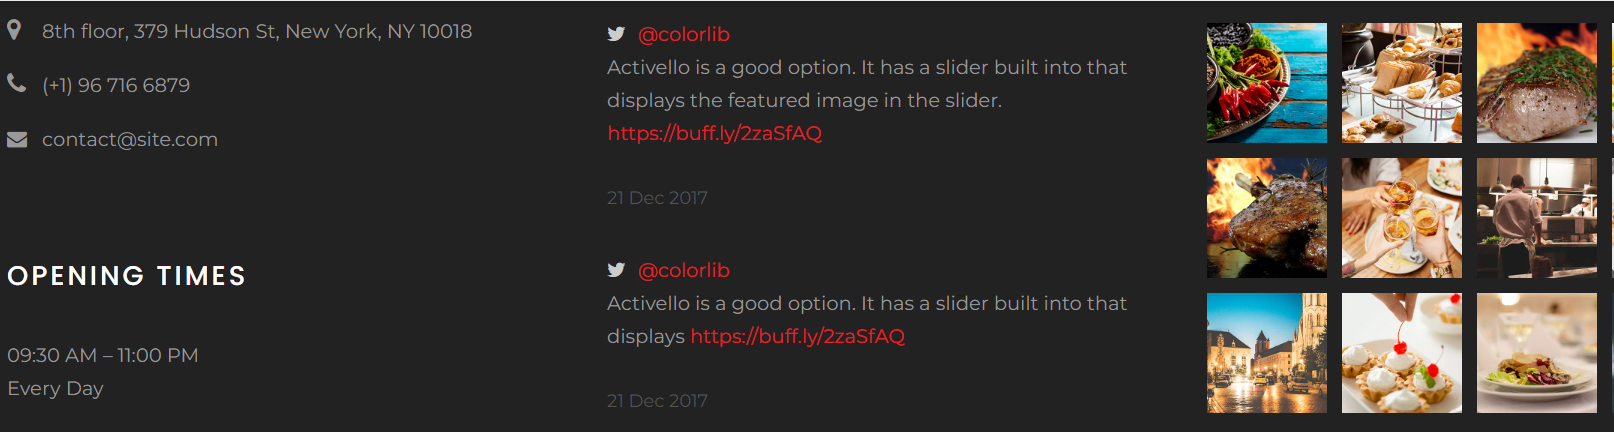 8th floor, 379 Hudson St, New York, NY 10018
(+1) 96 716 6879
contact@site.com
OPENING TIMES
09:30 AM – 11:00 PM
Every Day
@colorlib
Activello is a good option. It has a slider built into that
displays the featured image in the slider.
https://buff.ly/2zaSfAQ
21 Dec 2017
@colorlib
Activello is a good option. It has a slider built into that
displays https://buff.ly/2zaSfAQ
21 Dec 2017